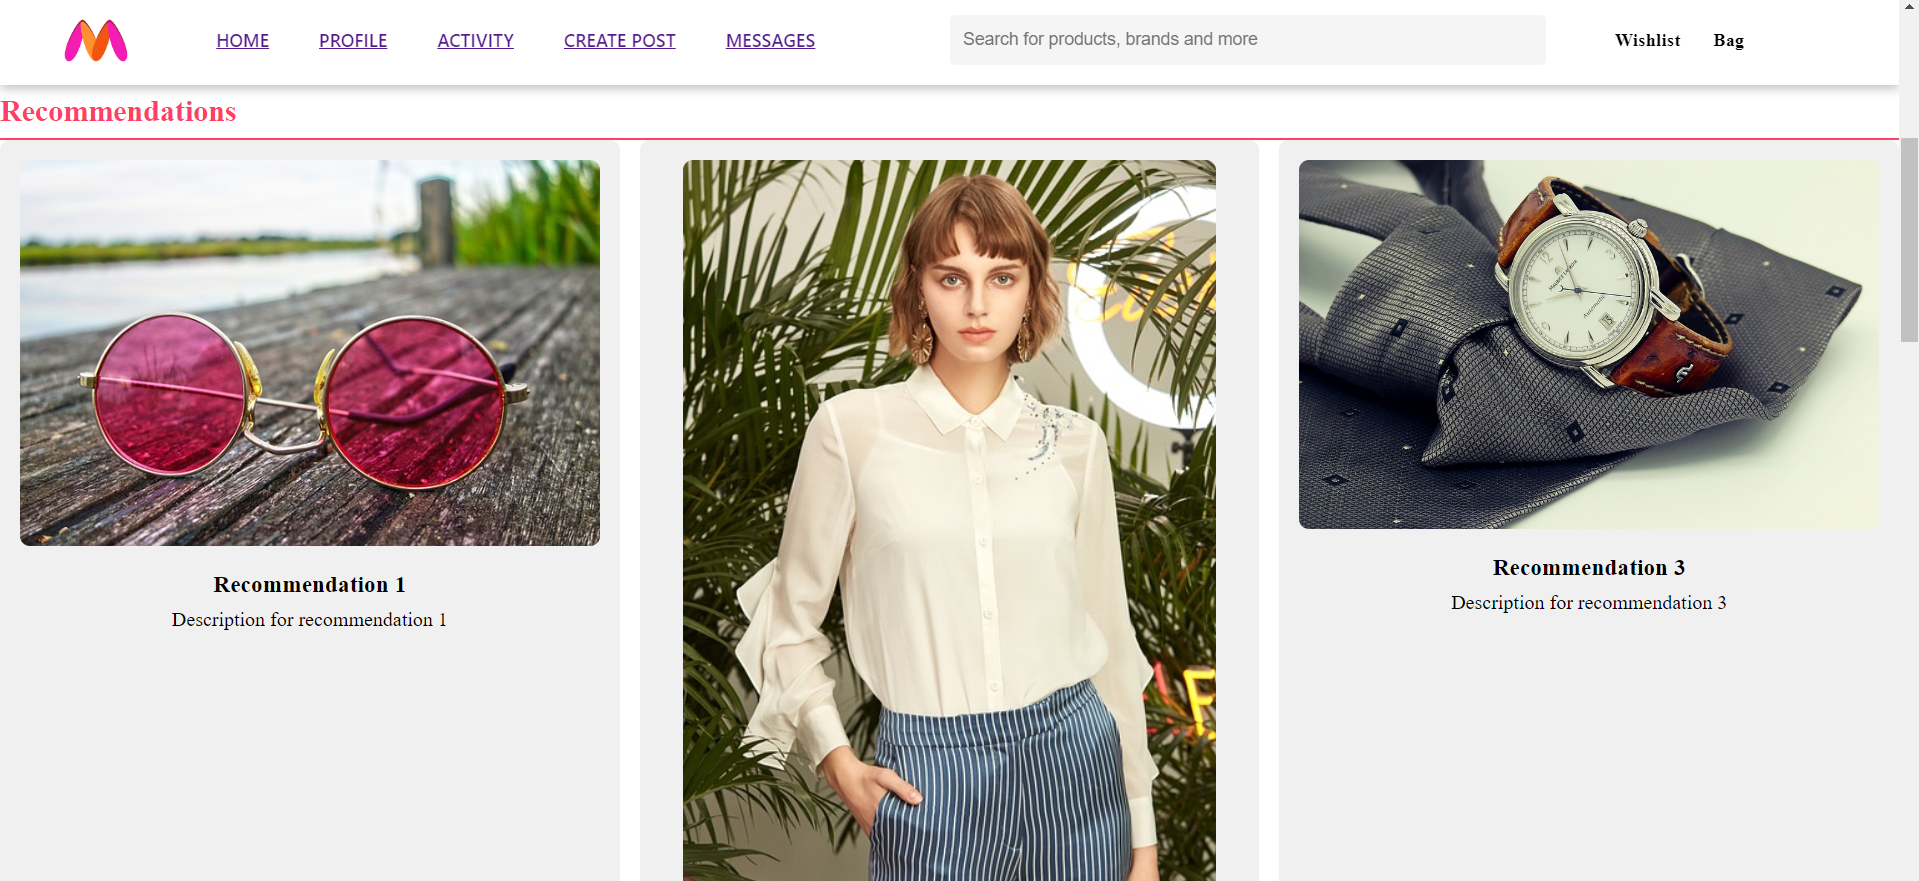 HOME PROFILE ACTIVITY CREATE POST MESSAGES Search for products, brands and more Wishlist Bag
Recommendations
Recommendation 1
Description for recommendation 1
Recommendation 3
Description for recommendation 3
Automatic